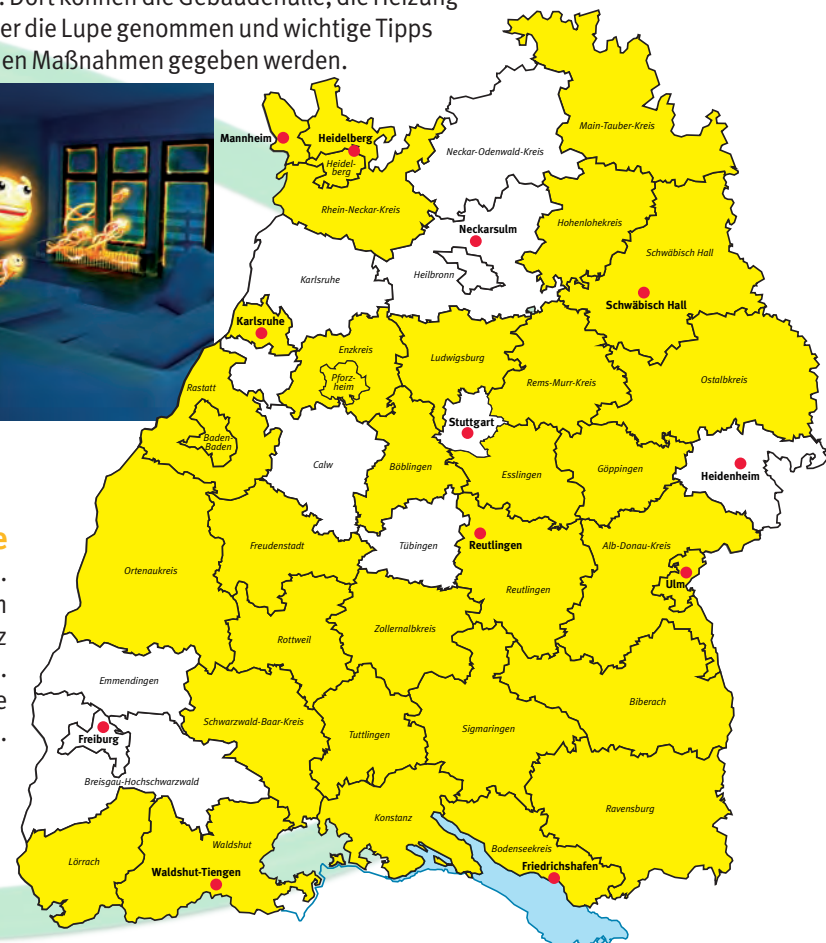 . Dort können die Gebäudehülle, die Heizung
er die Lupe genommen und wichtige Tipps
en Maßnahmen gegeben werden.
Main-Tauber-Kreis
Mannheim
Heidelberg
Neckar-Odenwald-Kreis
Heidel-
berg
Rhein-Neckar-Kreis
Hohenlohekreis
Neckarsulm
Schwäbisch Hall
Karlsruhe
Heilbronn
Schwäbisch Hall
Karlsruhe
Enzkreis
Ludwigsburg
Pforz-
heim
Rems-Murr-Kreis
Ostalbkreis
Rastatt
Stuttgart
Baden-
Baden
Calw
Böblingen
Esslingen
Göppingen
Heidenheim
e
.
n
z
.
e
.
Freudenstadt
Tübingen
Reutlingen
Alb-Donau-Kreis
Ortenaukreis
Reutlingen
Ulm
Rottweil
Zollernalbkreis
Emmendingen
Biberach
Schwarzwald-Baar-Kreis
Tuttlingen
Sigmaringen
Freiburg
Breisgau-Hochschwarzwald
Ravensburg
Konstanz
Waldshut
Bodenseekreis
Lörrach
Friedrichshafen
Waldshut-Tiengen